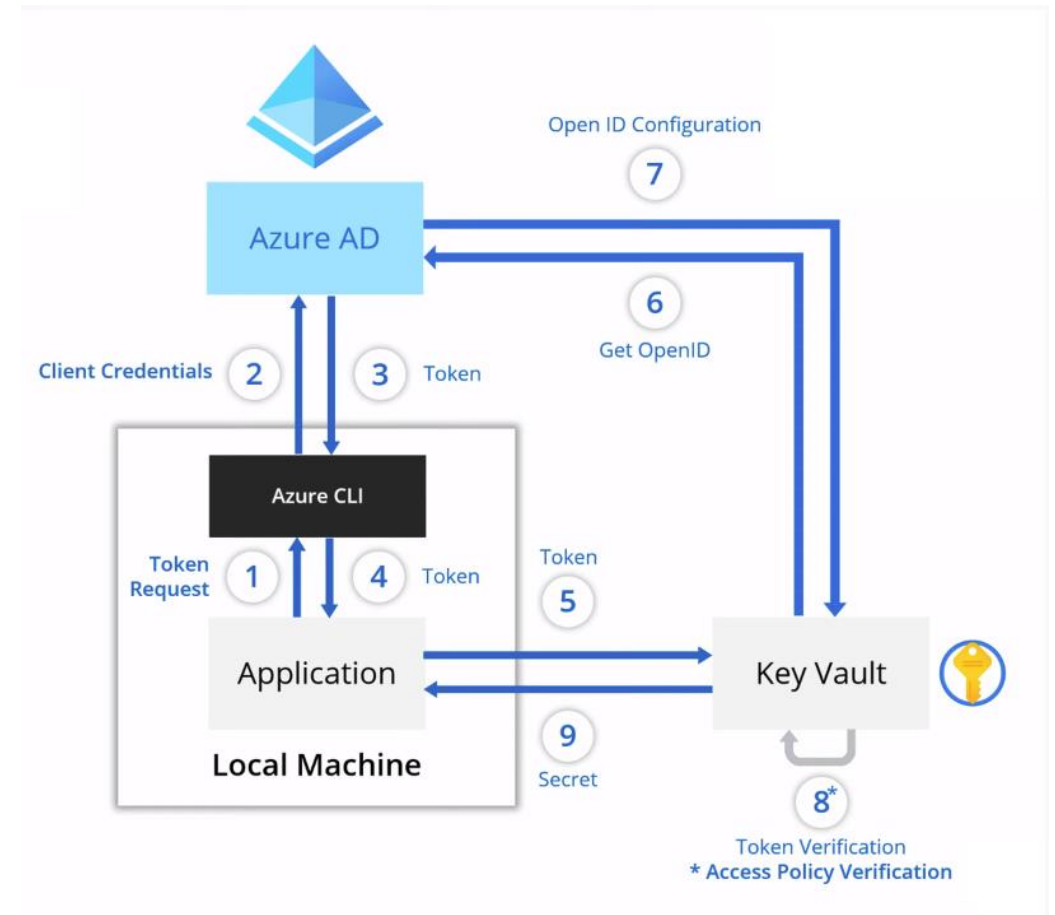 Open ID Configuration
7
Azure AD
6
Get OpenID
Client Credentials
2
3
Token
Azure CLI
Token
Request
1
4
Token
Token
5
Application
Key Vault
9
Secret
Local Machine
8*
Token Verification
* Access Policy Verification